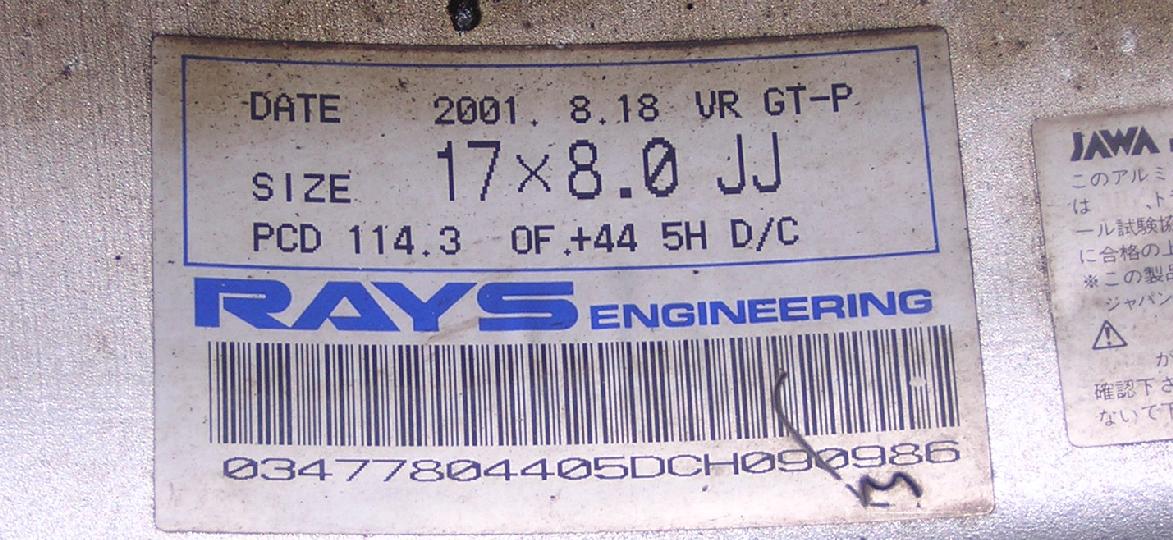 DATE 2001. 8.18 VR GT-P
SIZE 17×8.0 JJ
PCD 114.3 OF.+44 5H D/C
RAYS ENGINEERING
03477804405DCH090986
M
JAWA
このアルミ
は
ール試験
に合格の上
※この製品
ジャパン
か
確認下さ
ないで下